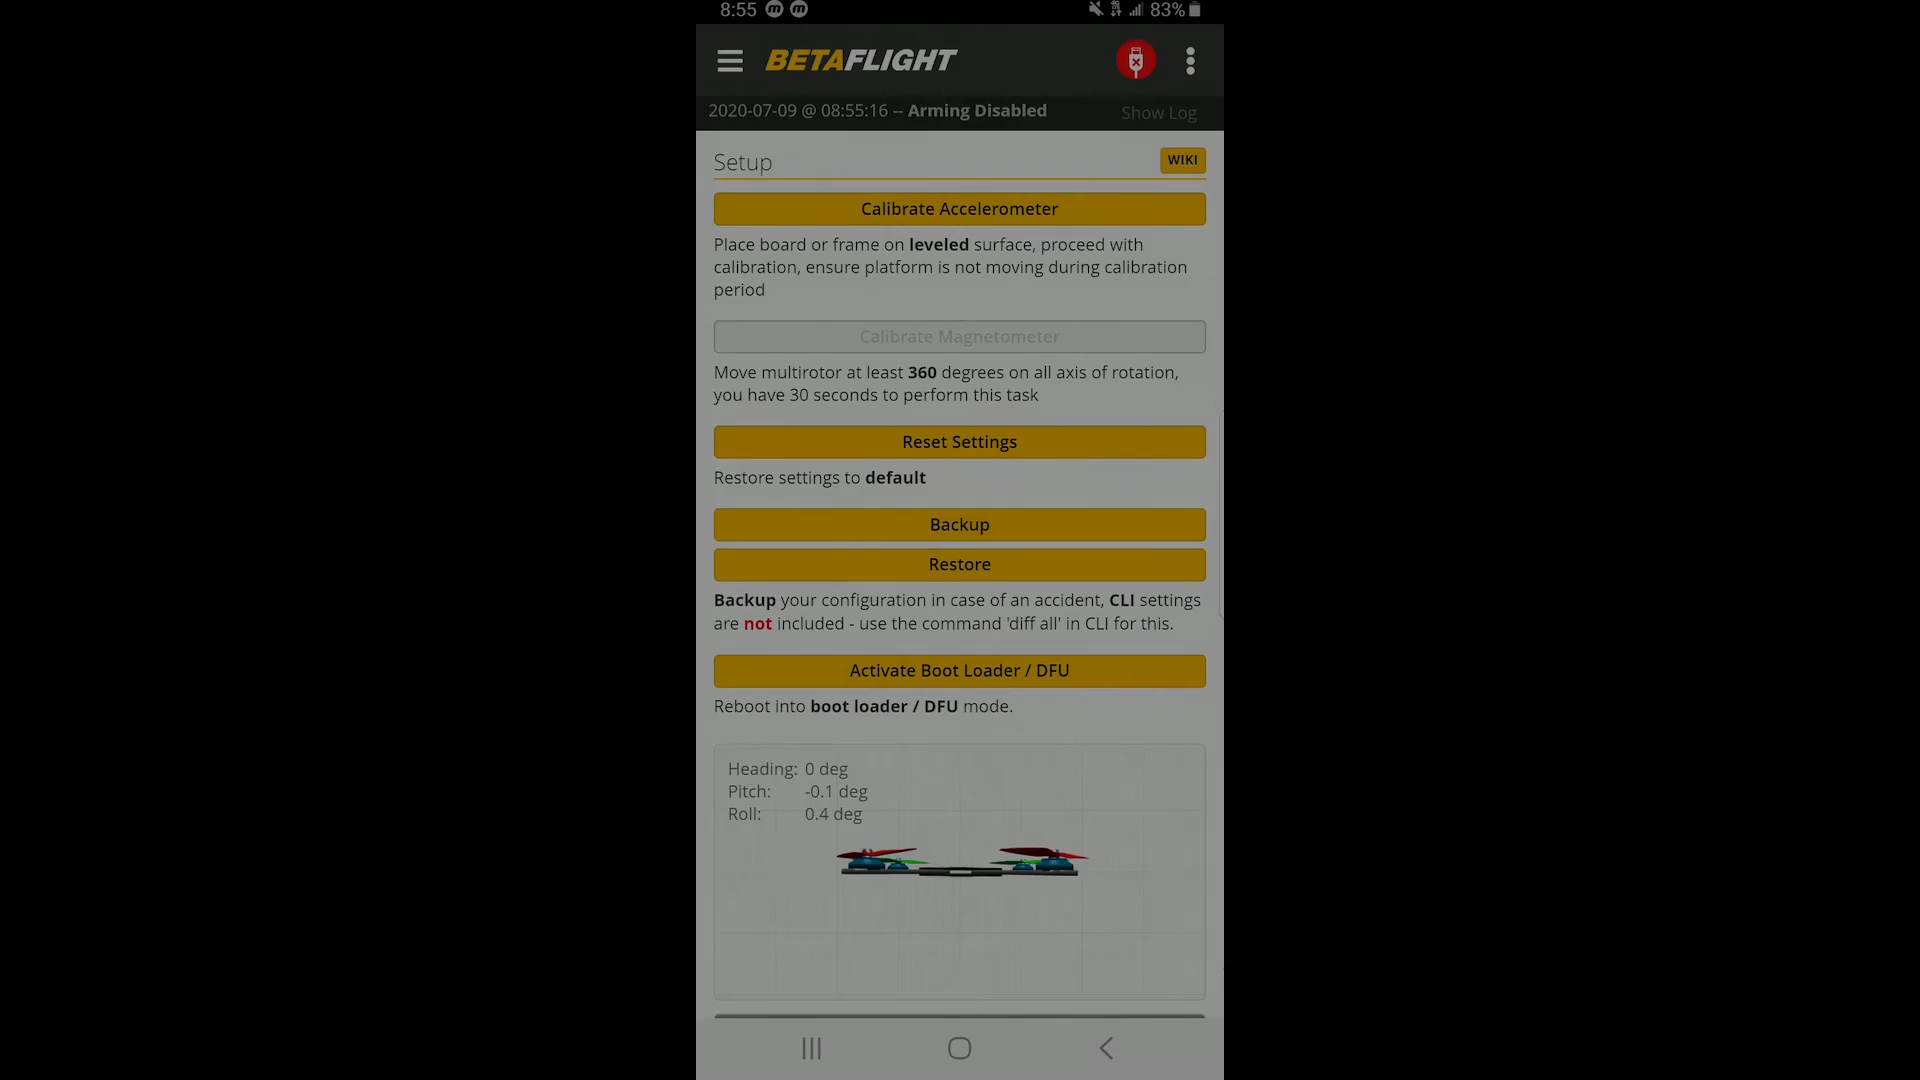 8:55 83%
BETAFLIGHT
2020-07-09 @ 08:55:16 -- Arming Disabled Show Log
Setup WIKI
Calibrate Accelerometer
Place board or frame on leveled surface, proceed with
calibration, ensure platform is not moving during calibration
period
Calibrate Magnetometer
Move multirotor at least 360 degrees on all axis of rotation,
you have 30 seconds to perform this task
Reset Settings
Restore settings to default
Backup
Restore
Backup your configuration in case of an accident, CLI settings
are not included - use the command 'diff all' in CLI for this.
Activate Boot Loader / DFU
Reboot into boot loader / DFU mode.
Heading: 0 deg
Pitch: -0.1 deg
Roll: 0.4 deg